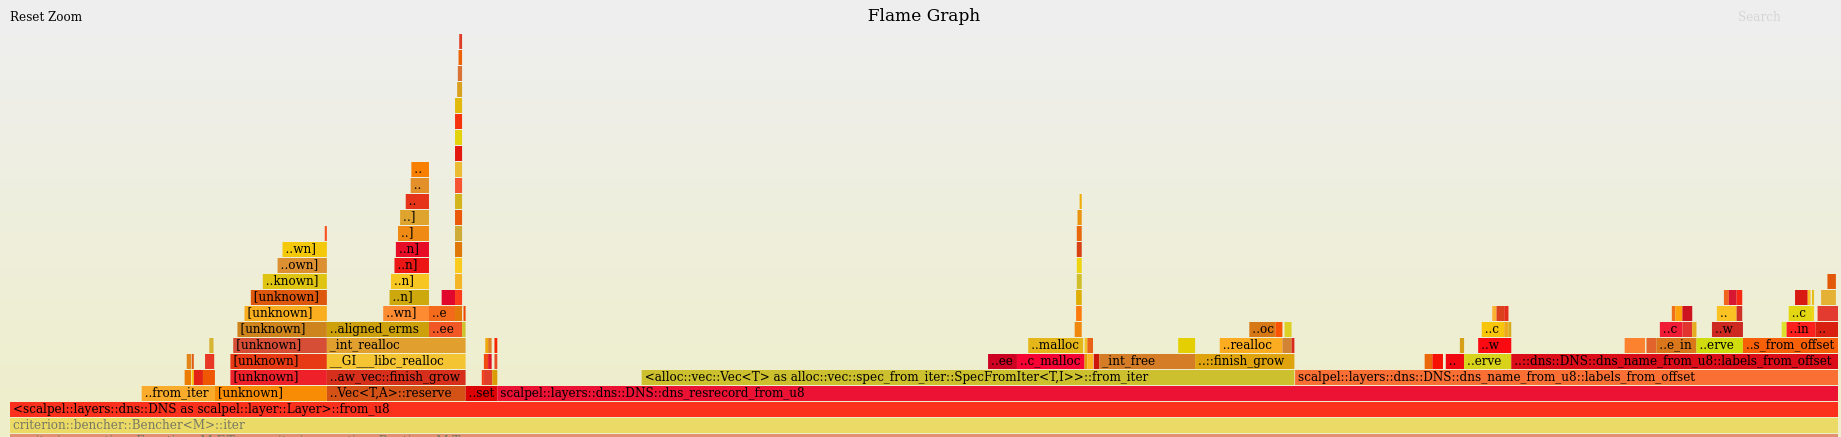 Reset Zoom Flame Graph Search
..
..
..
..]
..wn] ..]
..own] ..n]
..known] ..n]
[unknown] ..n]
[unknown] ..n]
[unknown] ..wn] ..e .. ..c
[unknown] ..aligned_erms ..ee ..oc ..c ..c ..w ..in ..
[unknown] _int_realloc ..malloc ..realloc ..w ..e_in ..erve ..s_from_offset
[unknown] __GI___libc_realloc ..ee ..c_malloc _int_free ..::finish_grow .. ..erve ..::dns::DNS::dns_name_from_u8::labels_from_offset
[unknown] ..aw_vec::finish_grow <alloc::vec::Vec<T> as alloc::vec::spec_from_iter::SpecFromIter<T,I>>::from_iter scalpel::layers::dns::DNS::dns_name_from_u8::labels_from_offset
..from_iter [unknown] ..Vec<T,A>::reserve ..set scalpel::layers::dns::DNS::dns_resrecord_from_u8
<scalpel::layers::dns::DNS as scalpel::layer::Layer>::from_u8
criterion::bencher::Bencher<M>::iter